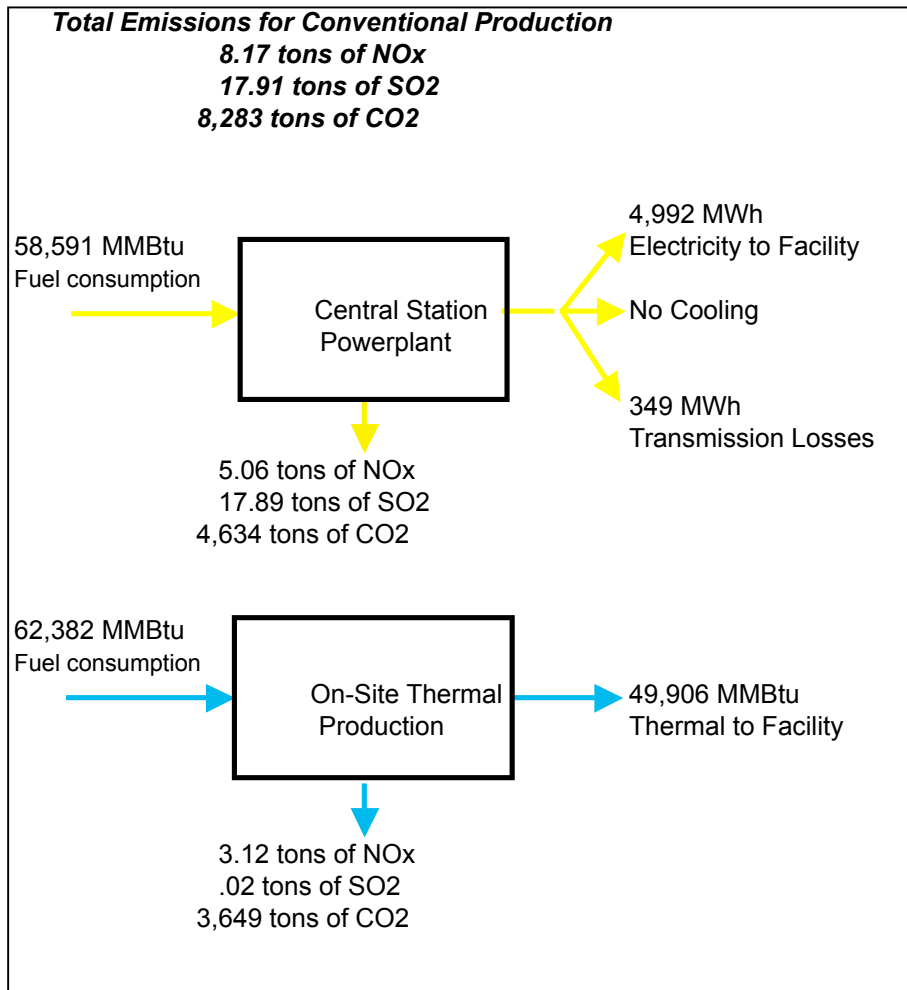 Total Emissions for Conventional Production
8.17 tons of NOx
17.91 tons of SO2
8,283 tons of CO2
58,591 MMBtu
Fuel consumption
Central Station
Powerplant
4,992 MWh
Electricity to Facility
No Cooling
349 MWh
Transmission Losses
5.06 tons of NOx
17.89 tons of SO2
4,634 tons of CO2
62,382 MMBtu
Fuel consumption
On-Site Thermal
Production
49,906 MMBtu
Thermal to Facility
3.12 tons of NOx
.02 tons of SO2
3,649 tons of CO2